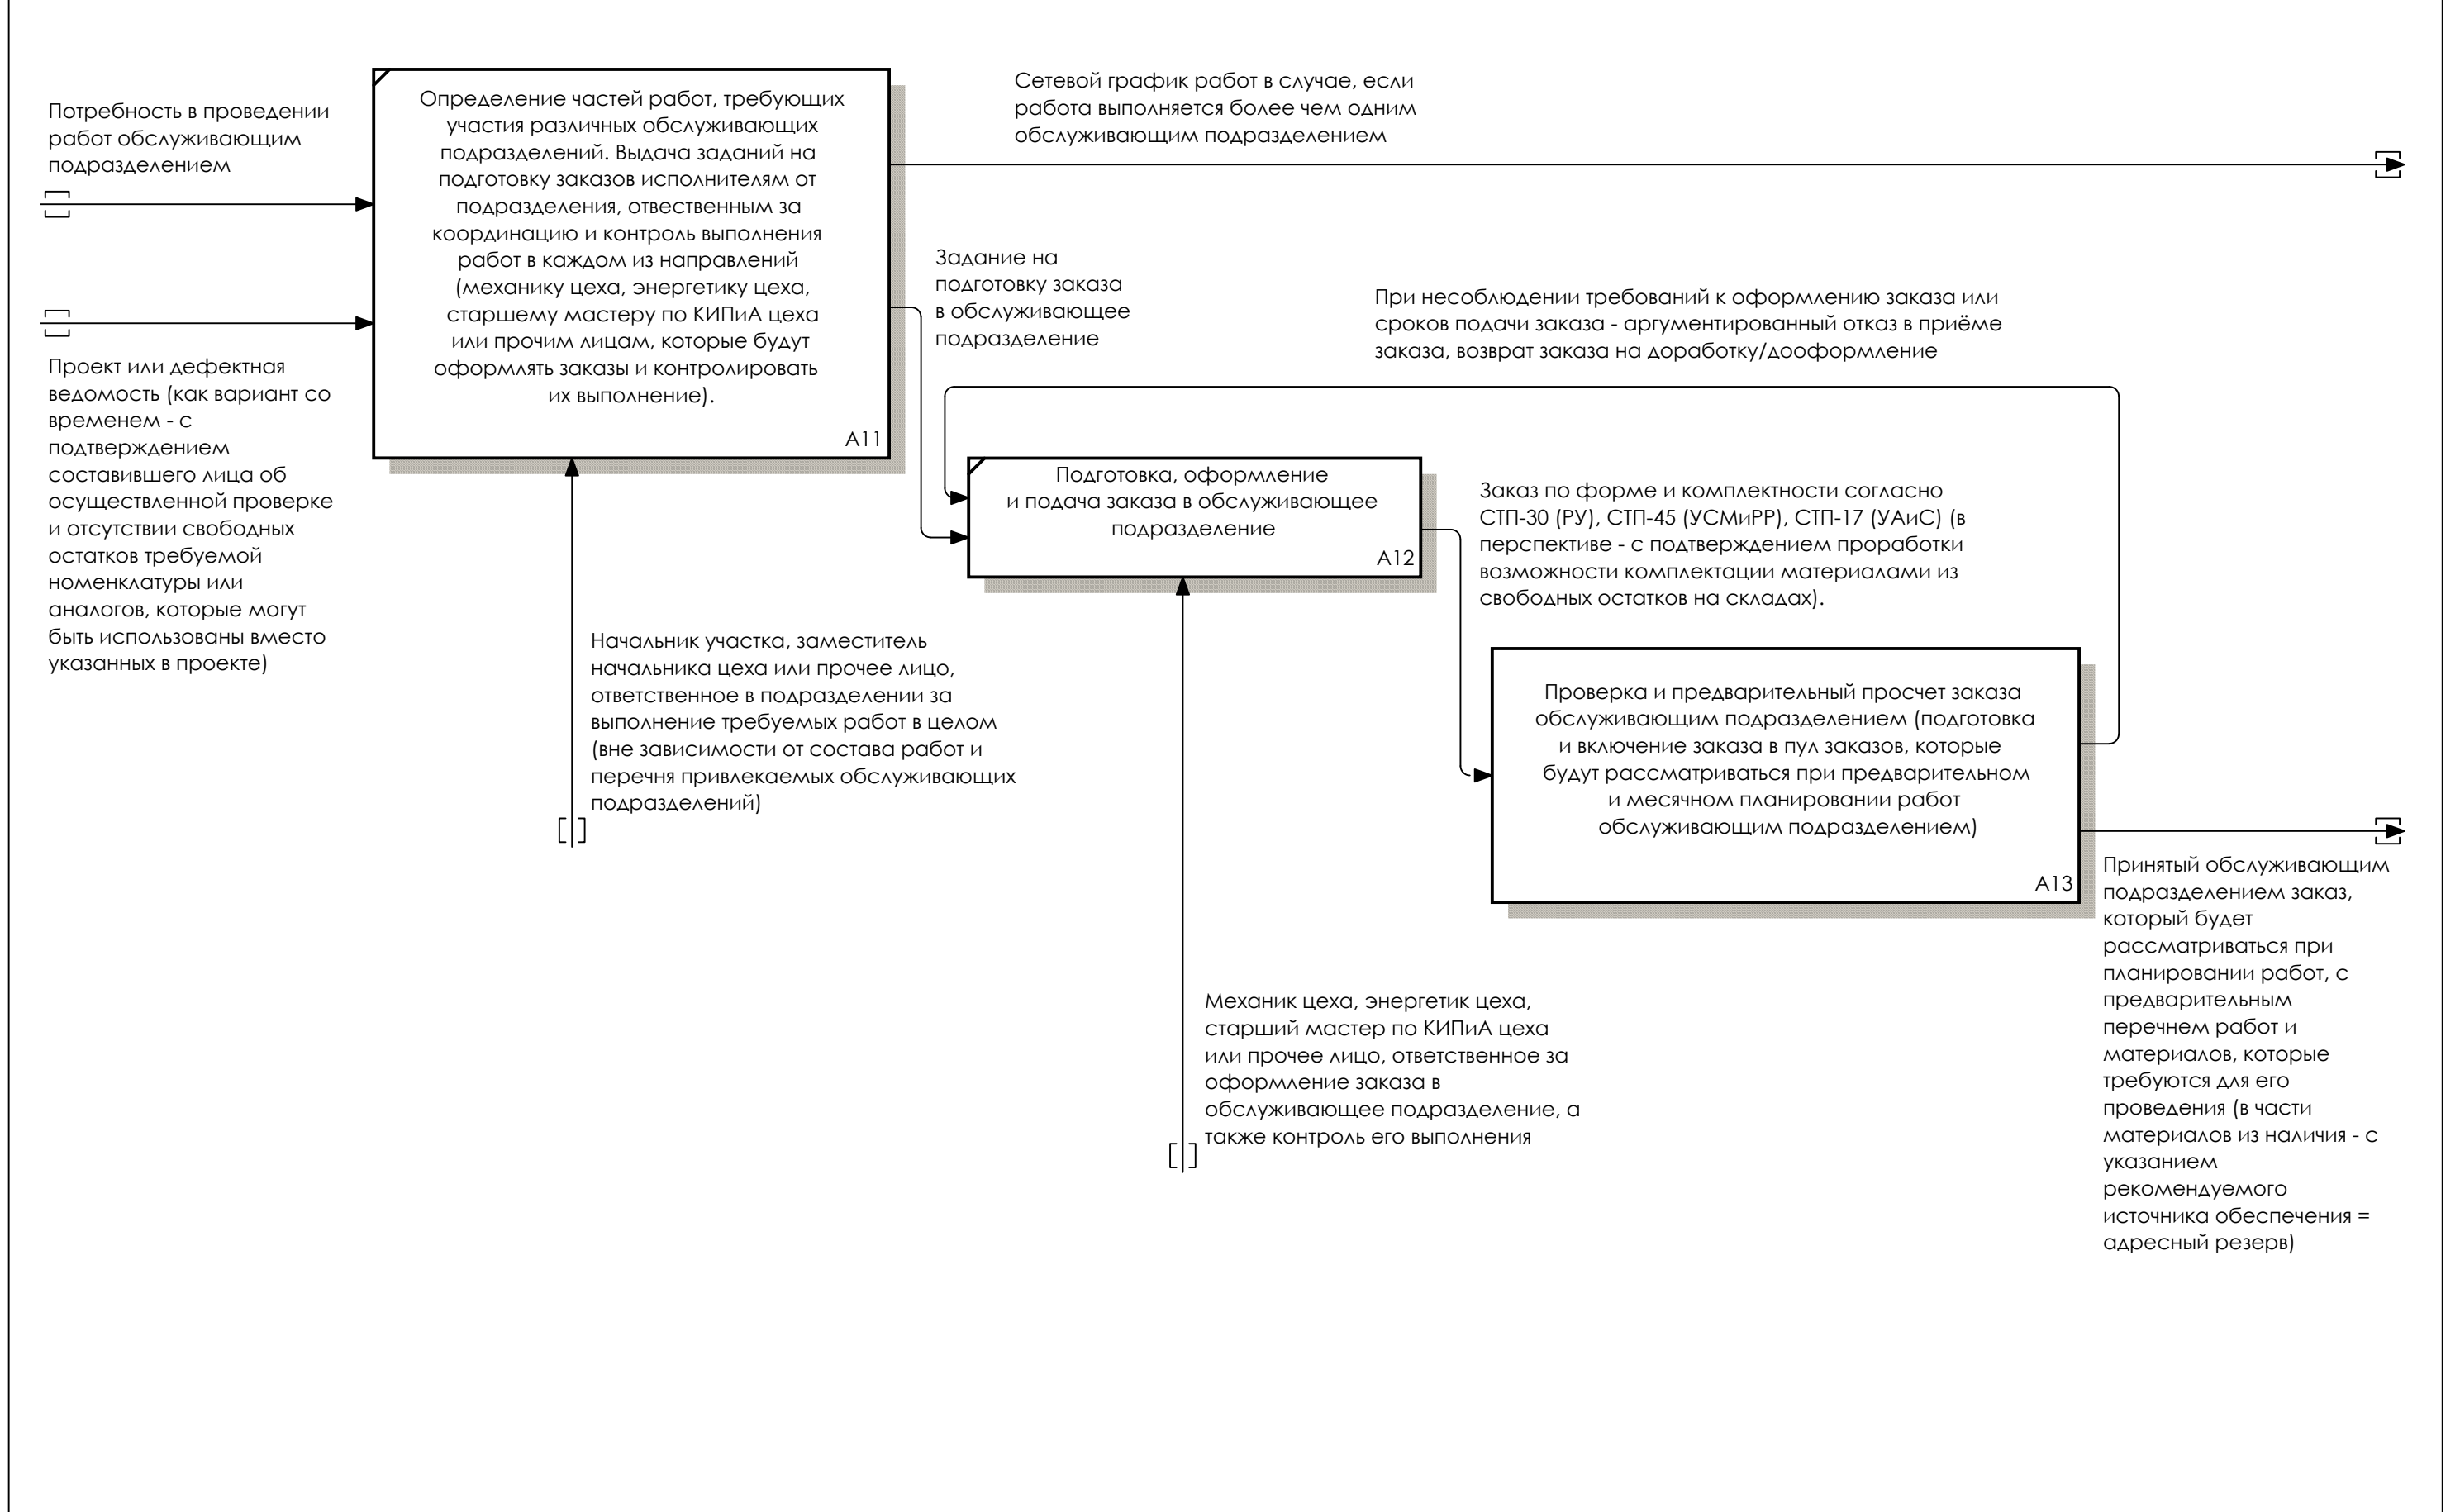 Потребность в проведении
работ обслуживающим
подразделением
Определение частей работ, требующих
участия различных обслуживающих
подразделений. Выдача заданий на
подготовку заказов исполнителям от
подразделения, отвественным за
координацию и контроль выполнения
работ в каждом из направлений
(механику цеха, энергетику цеха,
старшему мастеру по КИПиА цеха
или прочим лицам, которые будут
оформлять заказы и контролировать
их выполнение).
A11
Сетевой график работ в случае, если
работа выполняется более чем одним
обслуживающим подразделением
Задание на
подготовку заказа
в обслуживающее
подразделение
При несоблюдении требований к оформлению заказа или
сроков подачи заказа - аргументированный отказ в приёме
заказа, возврат заказа на доработку/дооформление
Проект или дефектная
ведомость (как вариант со
временем - с
подтверждением
составившего лица об
осуществленной проверке
и отсутствии свободных
остатков требуемой
номенклатуры или
аналогов, которые могут
быть использованы вместо
указанных в проекте)
Подготовка, оформление
и подача заказа в обслуживающее
подразделение
A12
Заказ по форме и комплектности согласно
СТП-30 (РУ), СТП-45 (УСМиРР), СТП-17 (УАиС) (в
перспективе - с подтверждением проработки
возможности комплектации материалами из
свободных остатков на складах).
Начальник участка, заместитель
начальника цеха или прочее лицо,
ответственное в подразделении за
выполнение требуемых работ в целом
(вне зависимости от состава работ и
перечня привлекаемых обслуживающих
подразделений)
Проверка и предварительный просчет заказа
обслуживающим подразделением (подготовка
и включение заказа в пул заказов, которые
будут рассматриваться при предварительном
и месячном планировании работ
обслуживающим подразделением)
A13
Механик цеха, энергетик цеха,
старший мастер по КИПиА цеха
или прочее лицо, ответственное за
оформление заказа в
обслуживающее подразделение, а
также контроль его выполнения
Принятый обслуживающим
подразделением заказ,
который будет
рассматриваться при
планировании работ, с
предварительным
перечнем работ и
материалов, которые
требуются для его
проведения (в части
материалов из наличия - с
указанием
рекомендуемого
источника обеспечения =
адресный резерв)